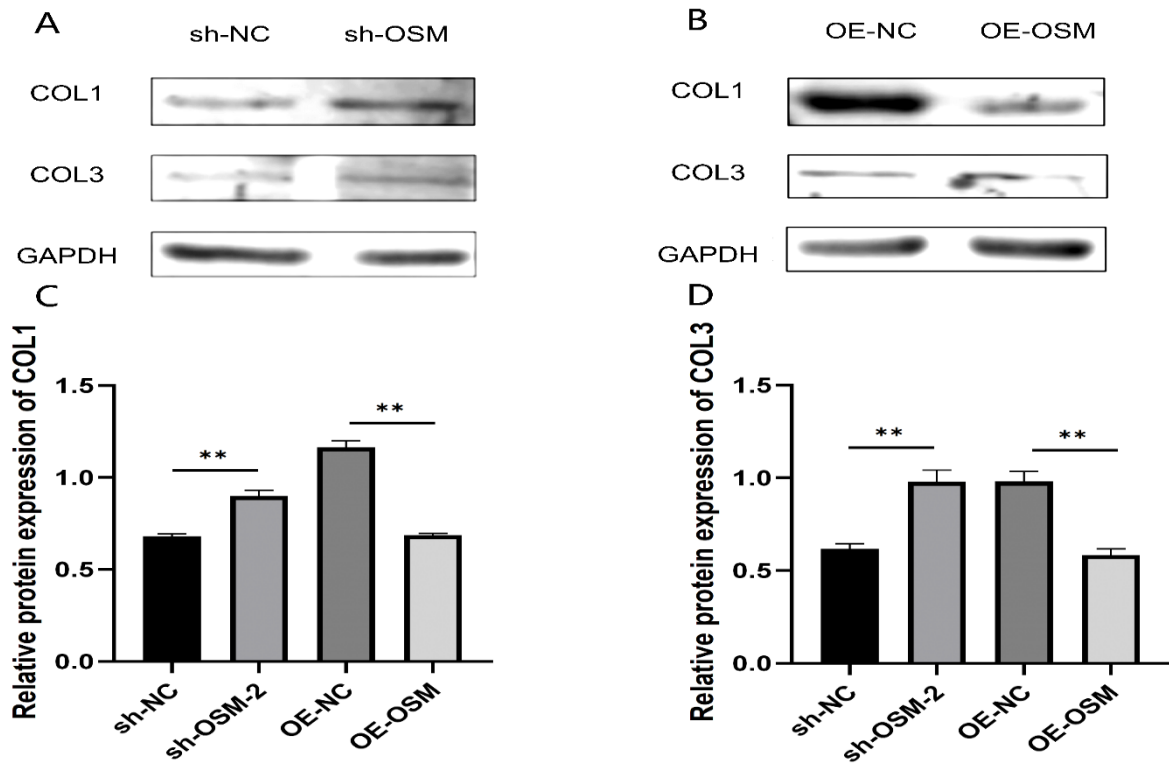 A
sh-NC sh-OSM
COL1
COL3
GAPDH
B
OE-NC OE-OSM
COL1
COL3
GAPDH
C
Relative protein expression of COL1
1.5
1.0
0.5
0.0
** **
sh-NC sh-OSM-2 OE-NC OE-OSM
D
Relative protein expression of COL3
1.5
1.0
0.5
0.0
** **
sh-NC sh-OSM-2 OE-NC OE-OSM